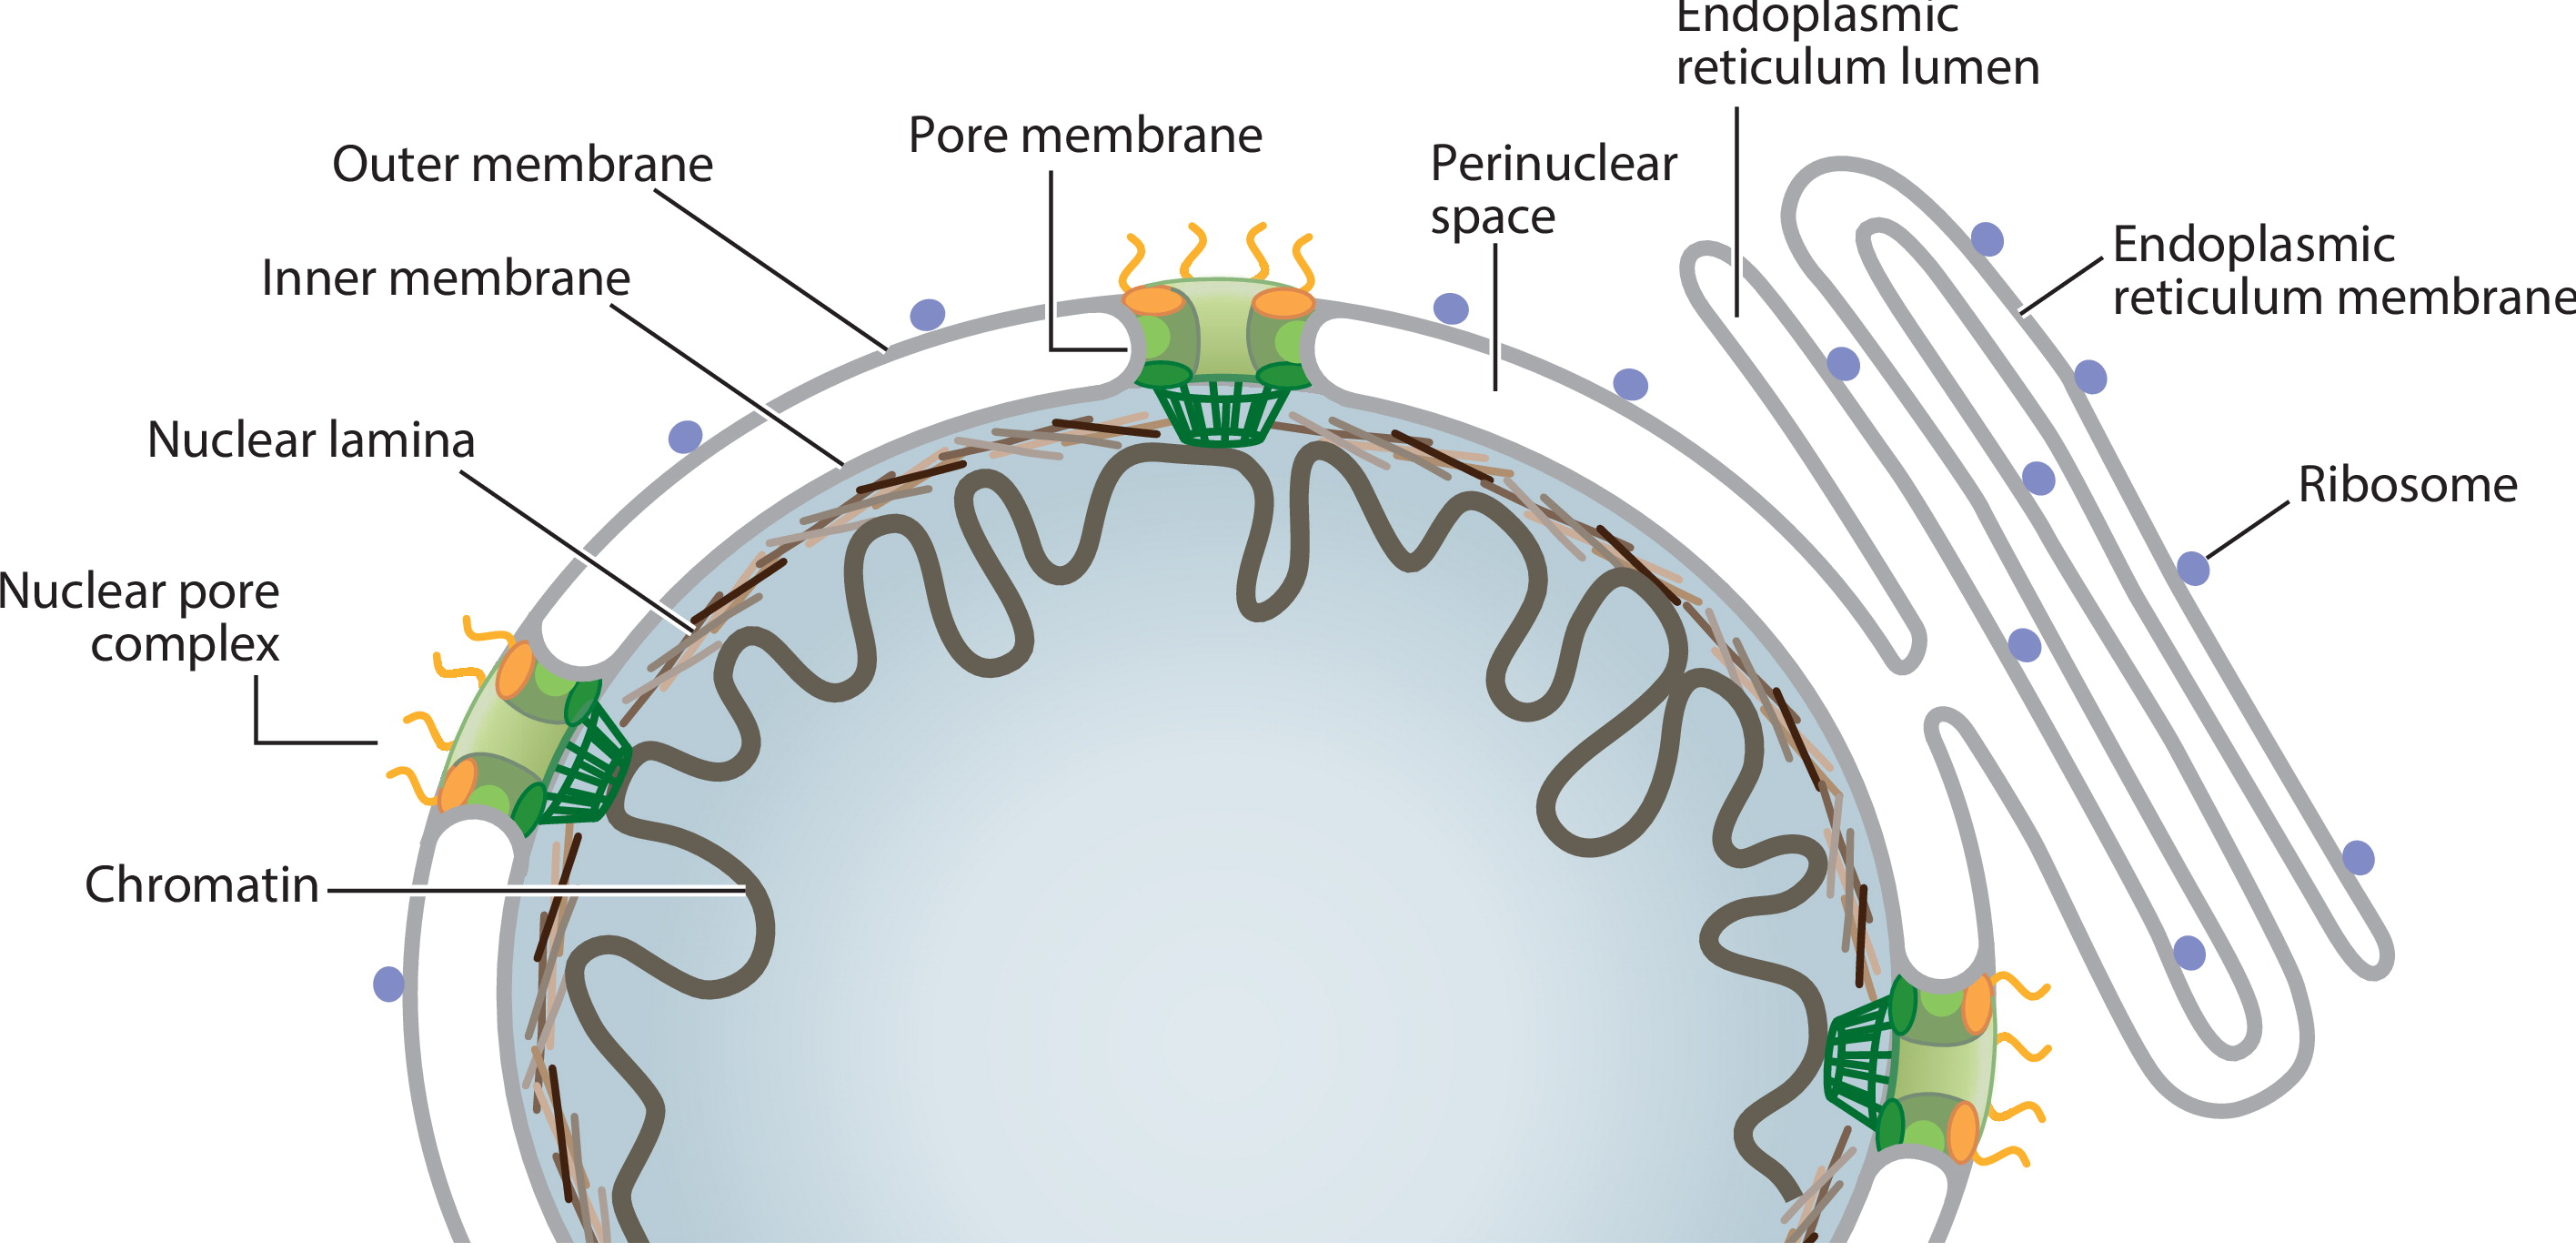 Endoplasmic
reticulum lumen
Pore membrane
Outer membrane
Perinuclear
space
Inner membrane
Endoplasmic
reticulum membrane
Nuclear lamina
Ribosome
Nuclear pore
complex
Chromatin